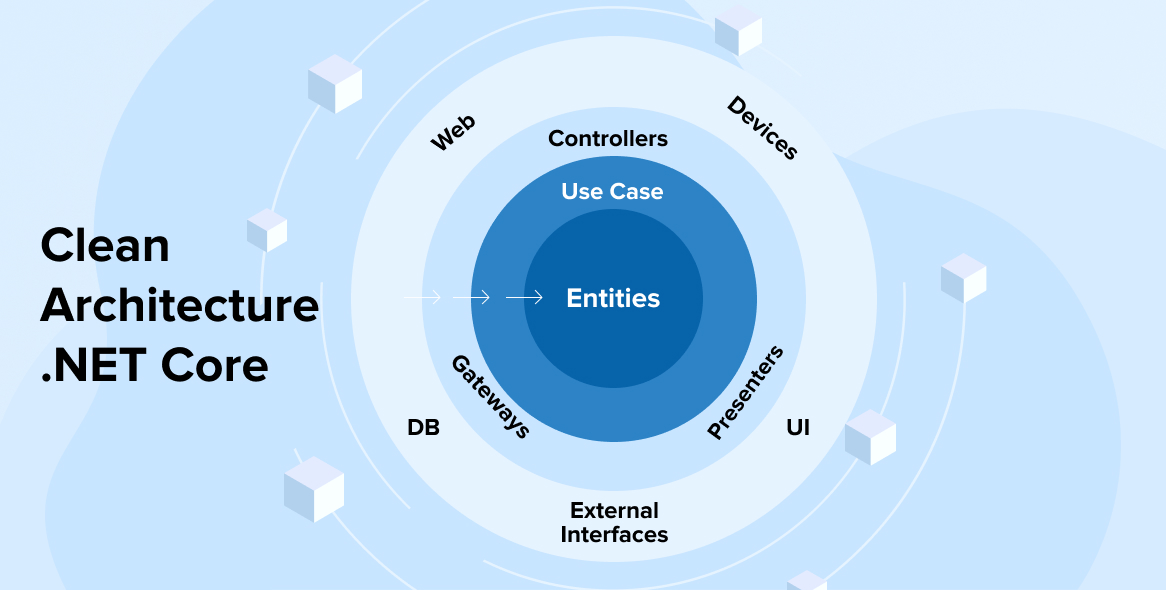 Clean
Architecture
.NET Core
Web
Devices
Controllers
Use Case
Entities
Gateways
Presenters
DB
UI
External
Interfaces